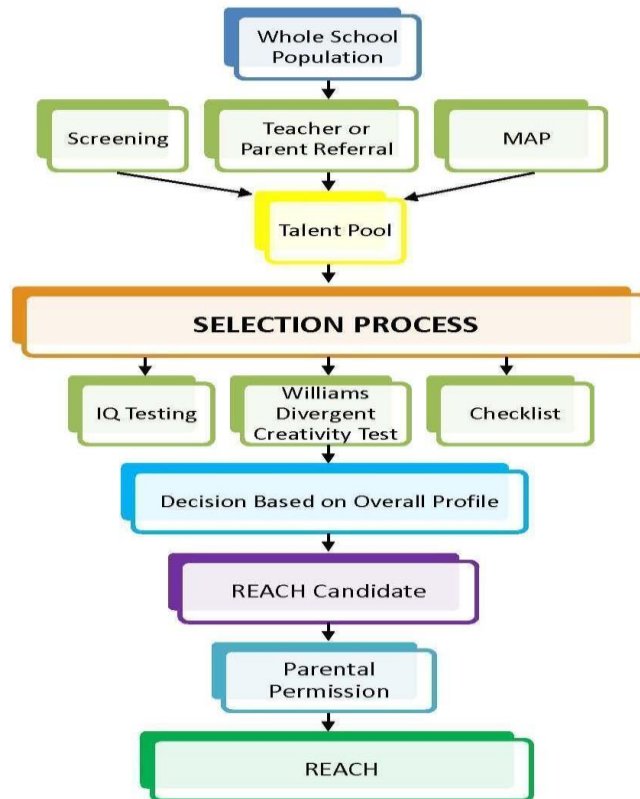 Whole School
Population
Screening
Teacher or
Parent Referral
MAP
Talent Pool
SELECTION PROCESS
IQ Testing
Williams
Divergent
Creativity Test
Checklist
Decision Based on Overall Profile
REACH Candidate
Parental
Permission
REACH